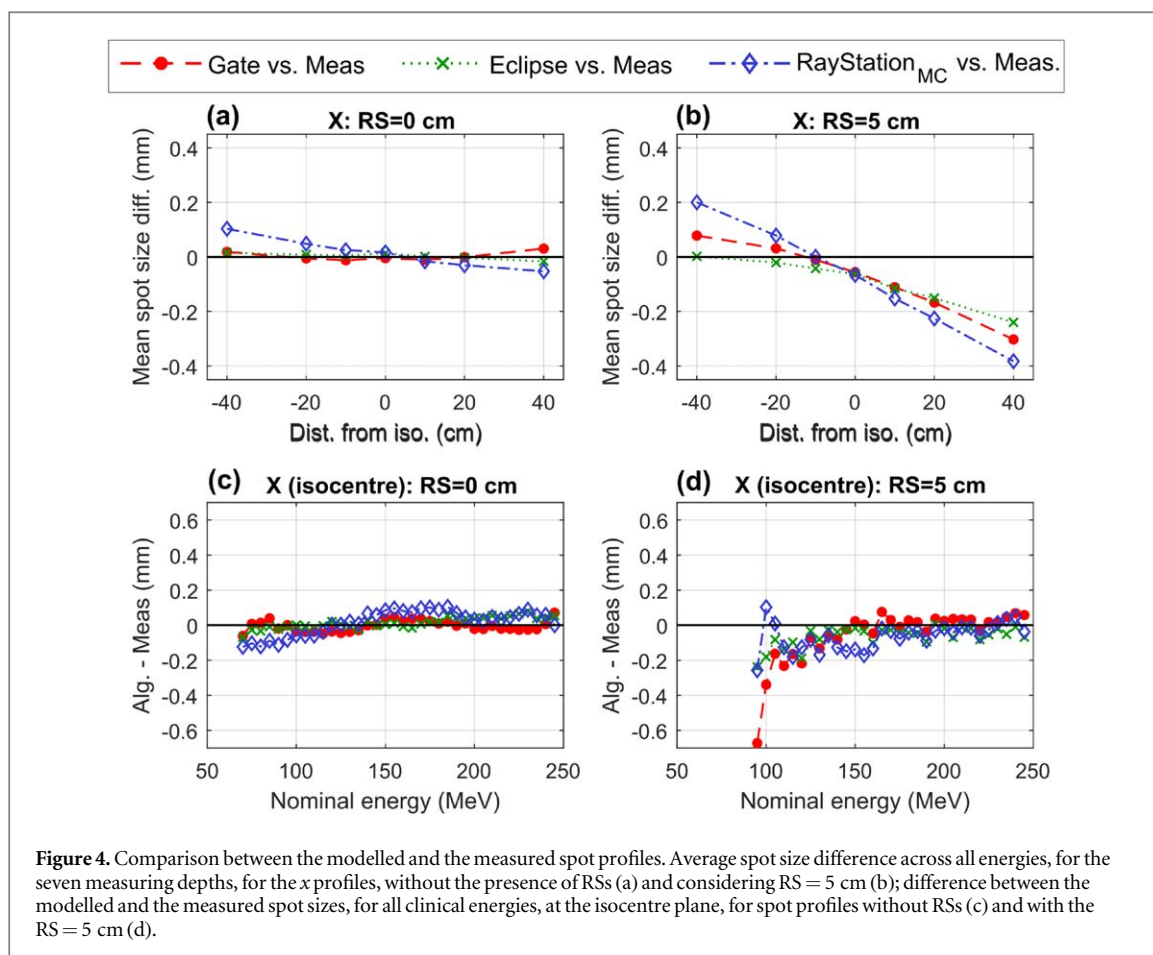 Gate vs. Meas Eclipse vs. Meas RayStation_MC vs. Meas.
(a) X: RS=0 cm
Mean spot size diff. (mm)
0.4
0.2
0
-0.2
-0.4
-40 -20 0 20 40
Dist. from iso. (cm)
(b) X: RS=5 cm
Mean spot size diff. (mm)
0.4
0.2
0
-0.2
-0.4
-40 -20 0 20 40
Dist. from iso. (cm)
(c) X (isocentre): RS=0 cm
Alg. - Meas (mm)
0.6
0.4
0.2
0
-0.2
-0.4
-0.6
50 100 150 200 250
Nominal energy (MeV)
(d) X (isocentre): RS=5 cm
Alg. - Meas (mm)
0.6
0.4
0.2
0
-0.2
-0.4
-0.6
50 100 150 200 250
Nominal energy (MeV)
Figure 4. Comparison between the modelled and the measured spot profiles. Average spot size difference across all energies, for the
seven measuring depths, for the x profiles, without the presence of RSs (a) and considering RS = 5 cm (b); difference between the
modelled and the measured spot sizes, for all clinical energies, at the isocentre plane, for spot profiles without RSs (c) and with the
RS = 5 cm (d).